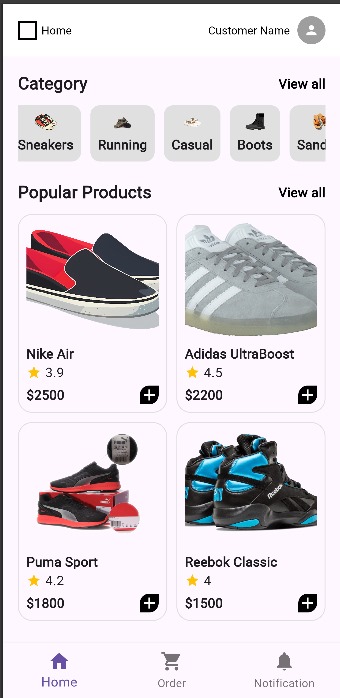 Home
Customer Name
Category
View all
Sneakers
Running
Casual
Boots
Sand
Popular Products
View all
Nike Air
3.9
$2500
Adidas UltraBoost
4.5
$2200
Puma Sport
4.2
$1800
Reebok Classic
4
$1500
Home
Order
Notification